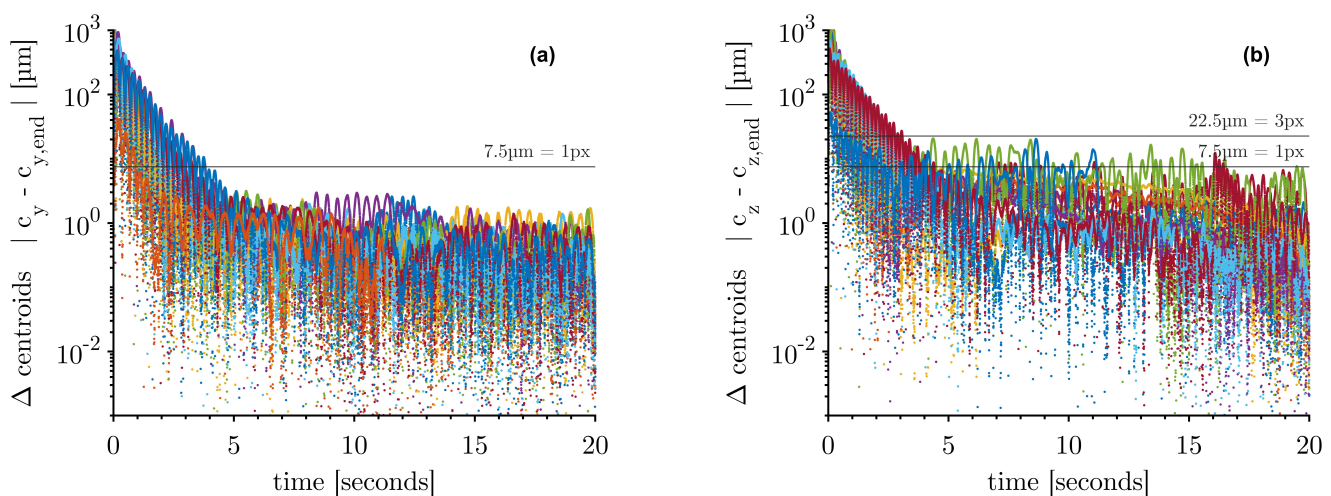 (a)
10^3
10^2
10^0
10^-2
7.5µm = 1px
0 5 10 15 20
time [seconds]
Δ centroids | c_y - c_y,end | [µm]
(b)
10^3
10^2
10^0
10^-2
22.5µm = 3px
7.5µm = 1px
0 5 10 15 20
time [seconds]
Δ centroids | c_z - c_z,end | [µm]